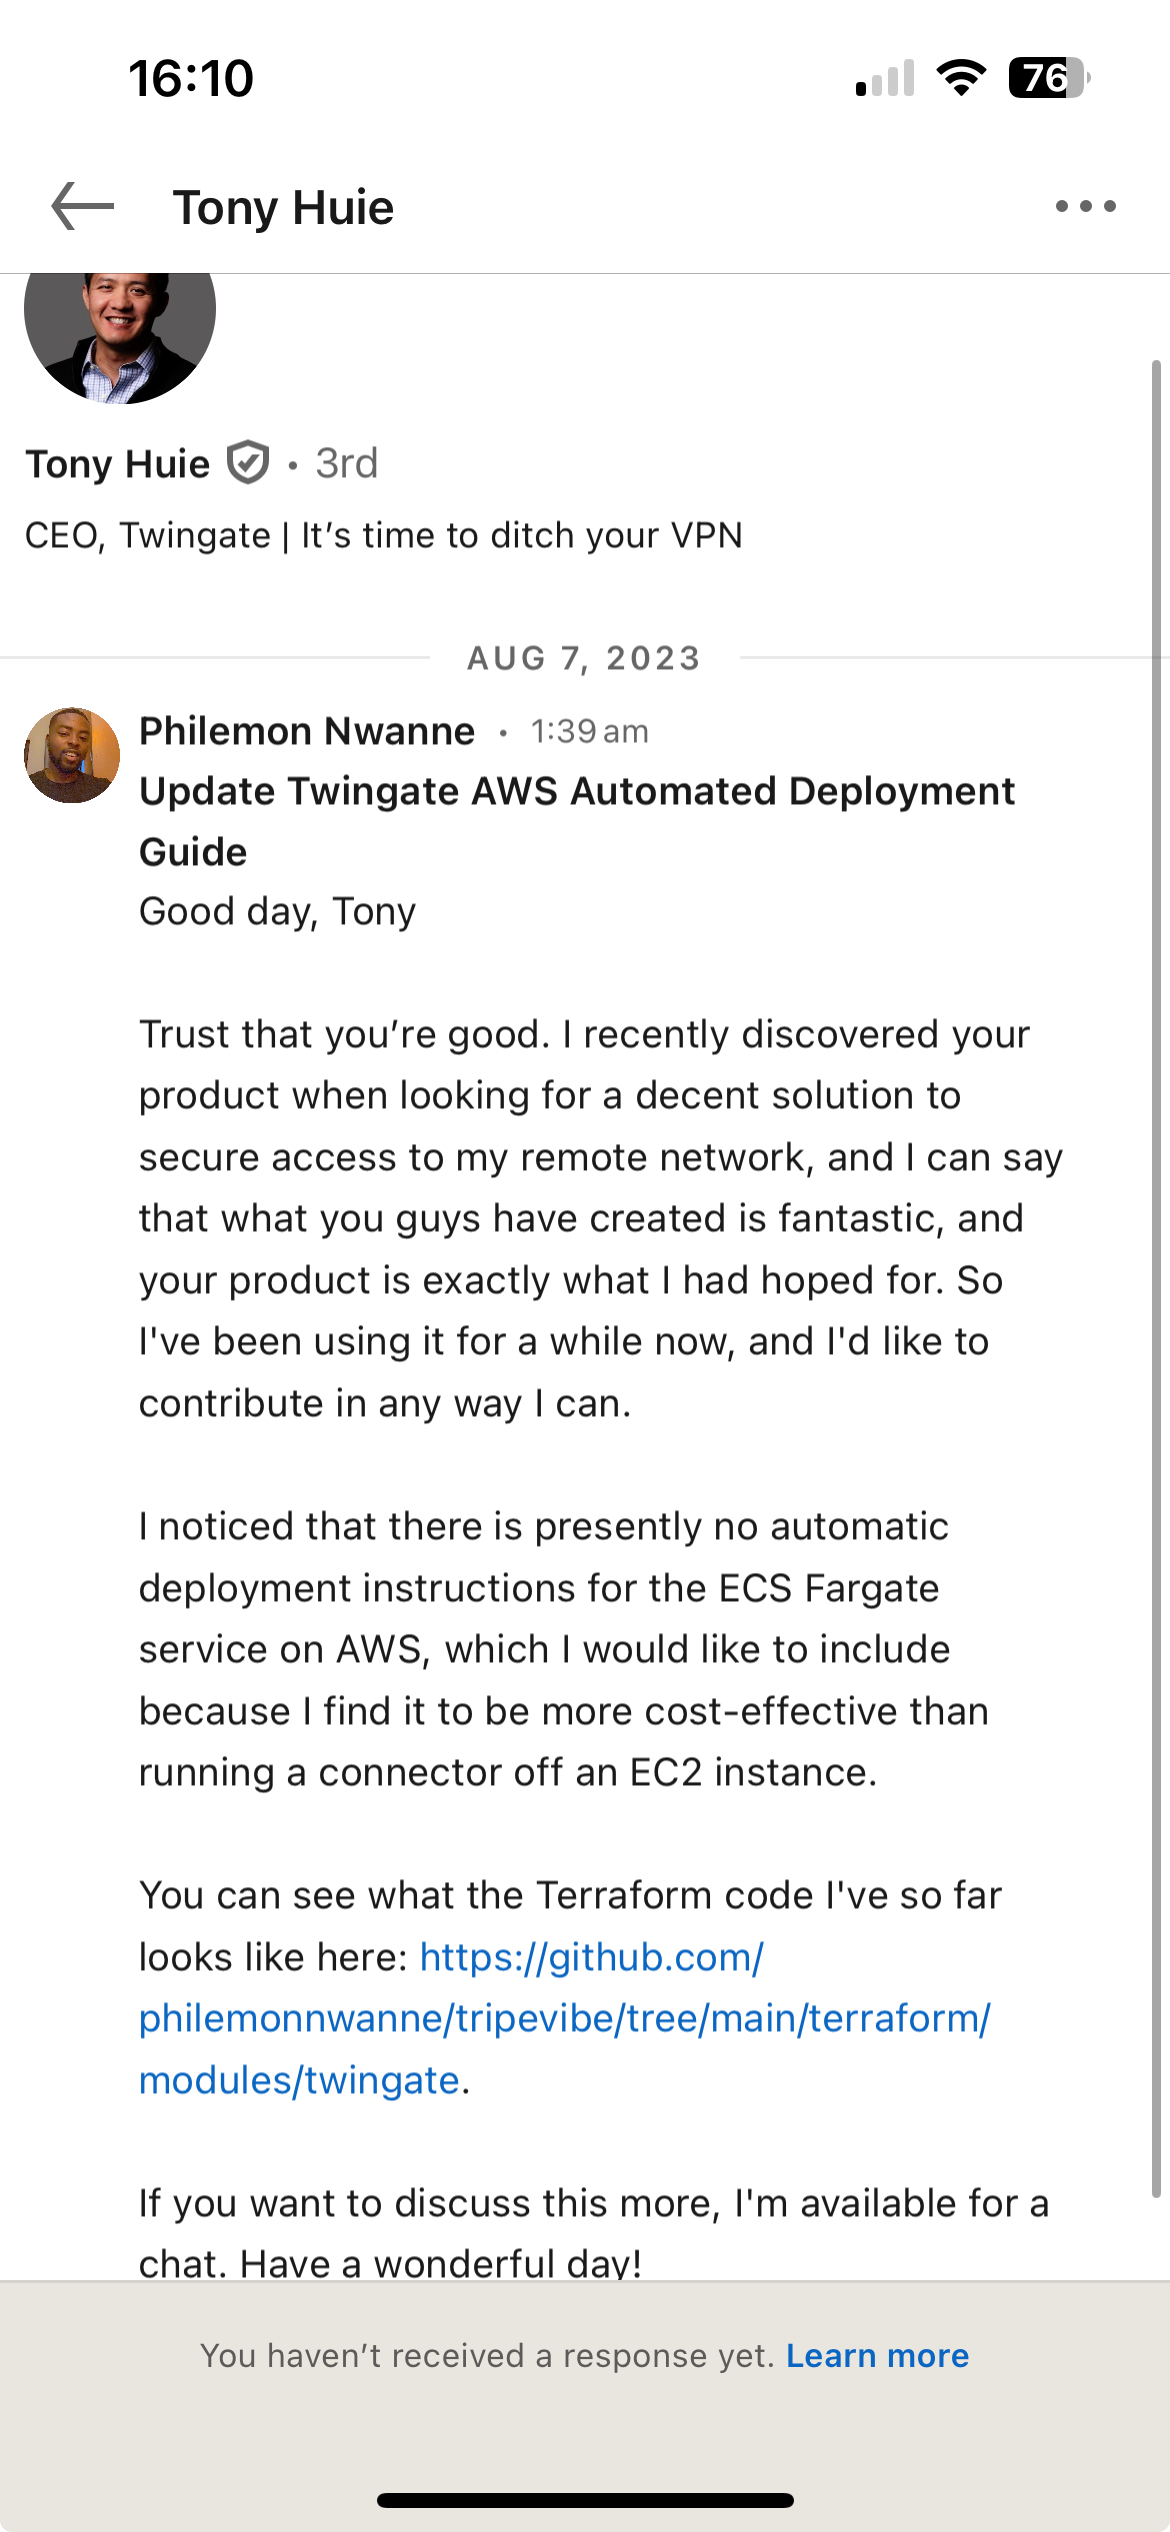 16:10
76
Tony Huie
Tony Huie • 3rd
CEO, Twingate | It’s time to ditch your VPN
AUG 7, 2023
Philemon Nwanne • 1:39 am
Update Twingate AWS Automated Deployment
Guide
Good day, Tony
Trust that you’re good. I recently discovered your
product when looking for a decent solution to
secure access to my remote network, and I can say
that what you guys have created is fantastic, and
your product is exactly what I had hoped for. So
I've been using it for a while now, and I'd like to
contribute in any way I can.
I noticed that there is presently no automatic
deployment instructions for the ECS Fargate
service on AWS, which I would like to include
because I find it to be more cost-effective than
running a connector off an EC2 instance.
You can see what the Terraform code I've so far
looks like here: https://github.com/
philemonnwanne/tripevibe/tree/main/terraform/
modules/twingate.
If you want to discuss this more, I'm available for a
chat. Have a wonderful day!
You haven’t received a response yet. Learn more